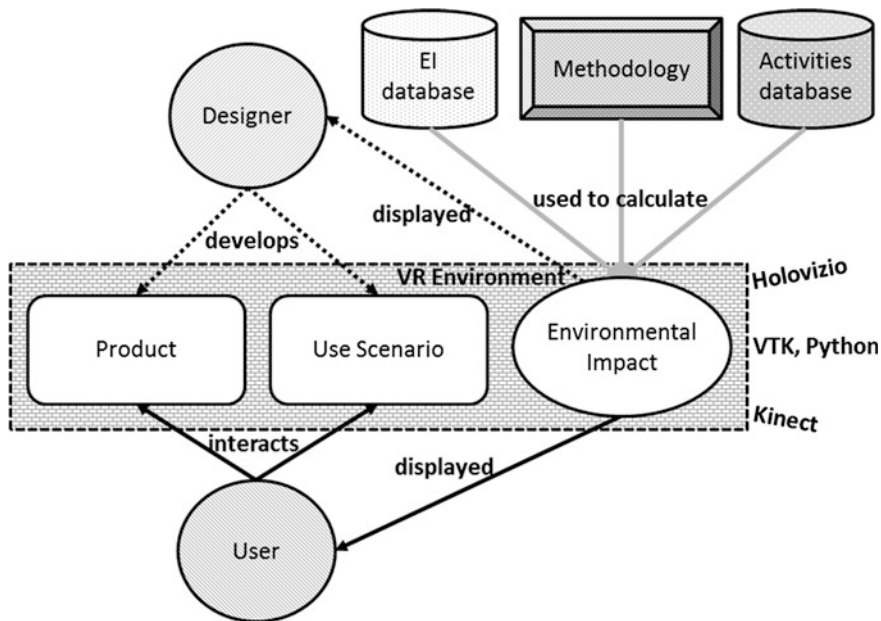 EI
database
Methodology
Activities
database
Designer
used to calculate
displayed
develops
VR Environment
Holovizio
Product
Use Scenario
Environmental
Impact
VTK, Python
Kinect
interacts
displayed
User